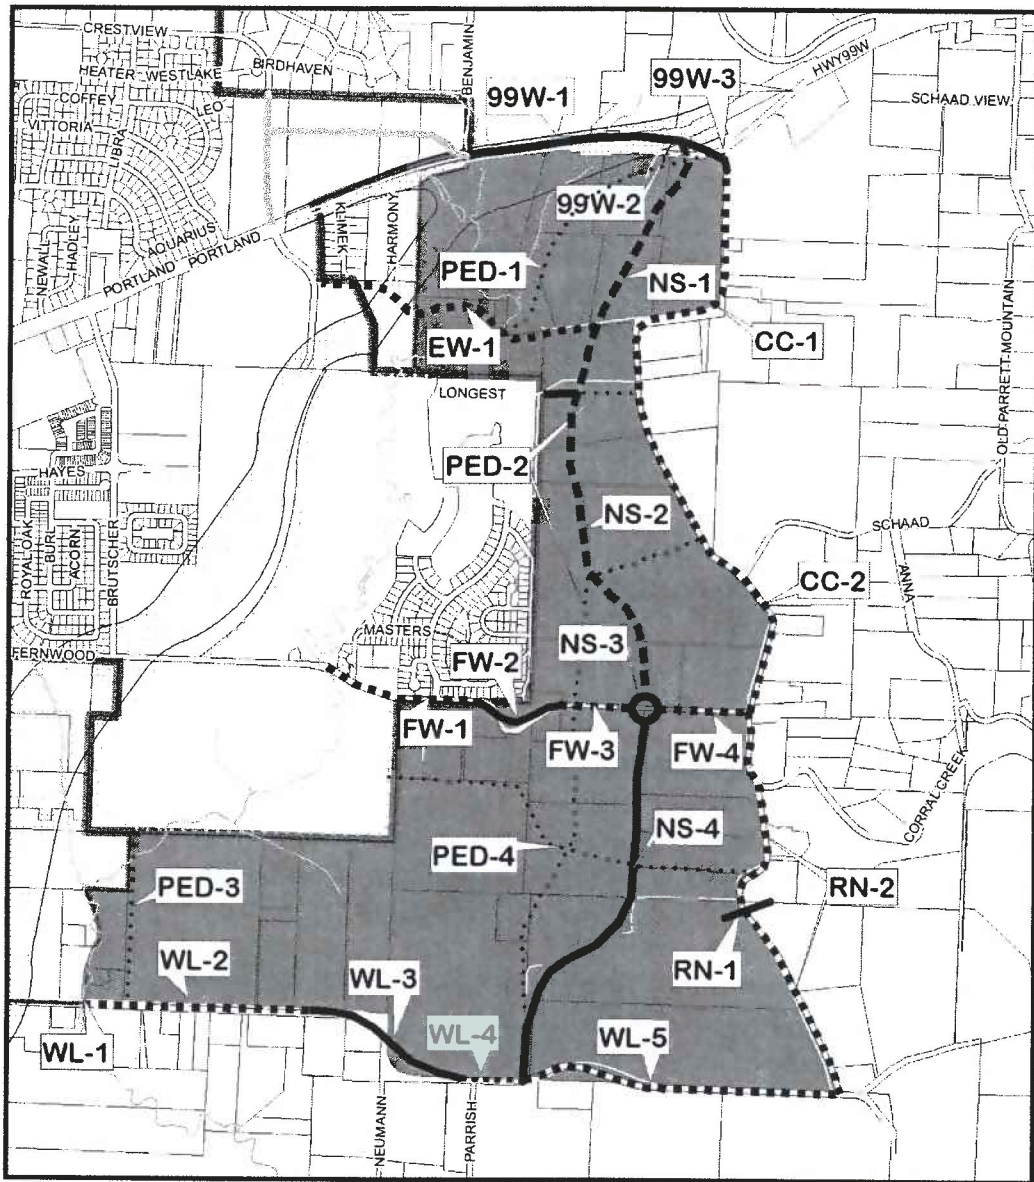 CRESTVIEW
BIRDHAVEN
BENJAMIN
HWY99W
HEATER WESTLAKE
99W-1
99W-3
COFFEY
LEO
SCHAAD VIEW
VITTORIA
LIBRA
99W-2
KLIMEK
HARMONY
NEWALL
HADLEY
AQUARIUS
PORTLAND PORTLAND
PED-1
NS-1
EW-1
CC-1
OLD PARRETT MOUNTAIN
LONGEST
PED-2
HAYES
ROYALOAK
BURL
ACORN
BRUTSCHER
NS-2
SCHAAD
ANNA
CC-2
MASTERS
NS-3
FERNWOOD
FW-2
FW-1
FW-3
FW-4
CORRAL CREEK
NS-4
PED-4
PED-3
RN-2
WL-2
WL-3
RN-1
WL-1
WL-4
WL-5
NEUMANN
PARRISH